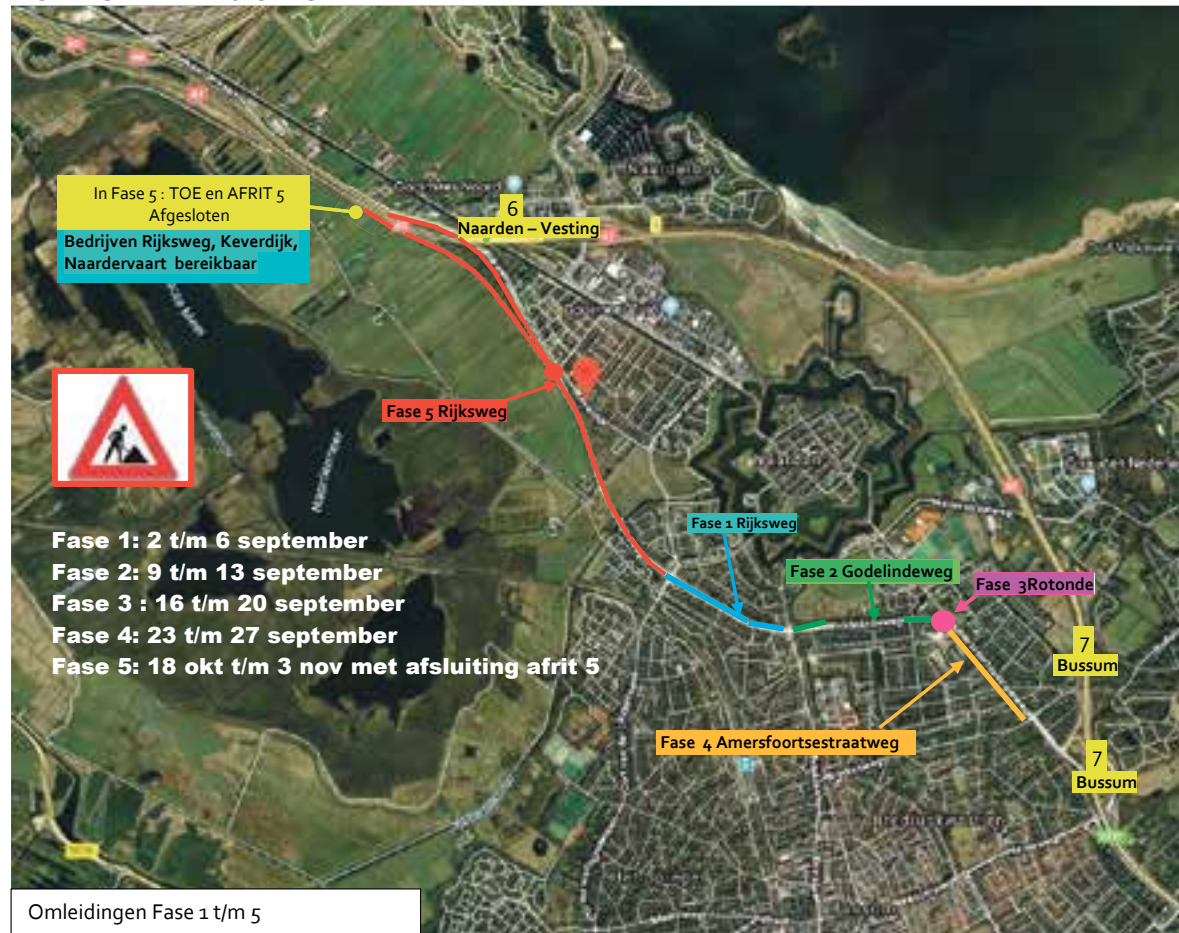 In Fase 5 : TOE en AFRIT 5
Afgesloten
Bedrijven Rijksweg, Keverdijk,
Naardervaart bereikbaar
6
Naarden – Vesting
Fase 5 Rijksweg
Fase 1 Rijksweg
Fase 2 Godelindeweg
Fase 3Rotonde
7
Bussum
Fase 4 Amersfoortsestraatweg
7
Bussum
Fase 1: 2 t/m 6 september
Fase 2: 9 t/m 13 september
Fase 3 : 16 t/m 20 september
Fase 4: 23 t/m 27 september
Fase 5: 18 okt t/m 3 nov met afsluiting afrit 5
Naardermeer
Omleidingen Fase 1 t/m 5